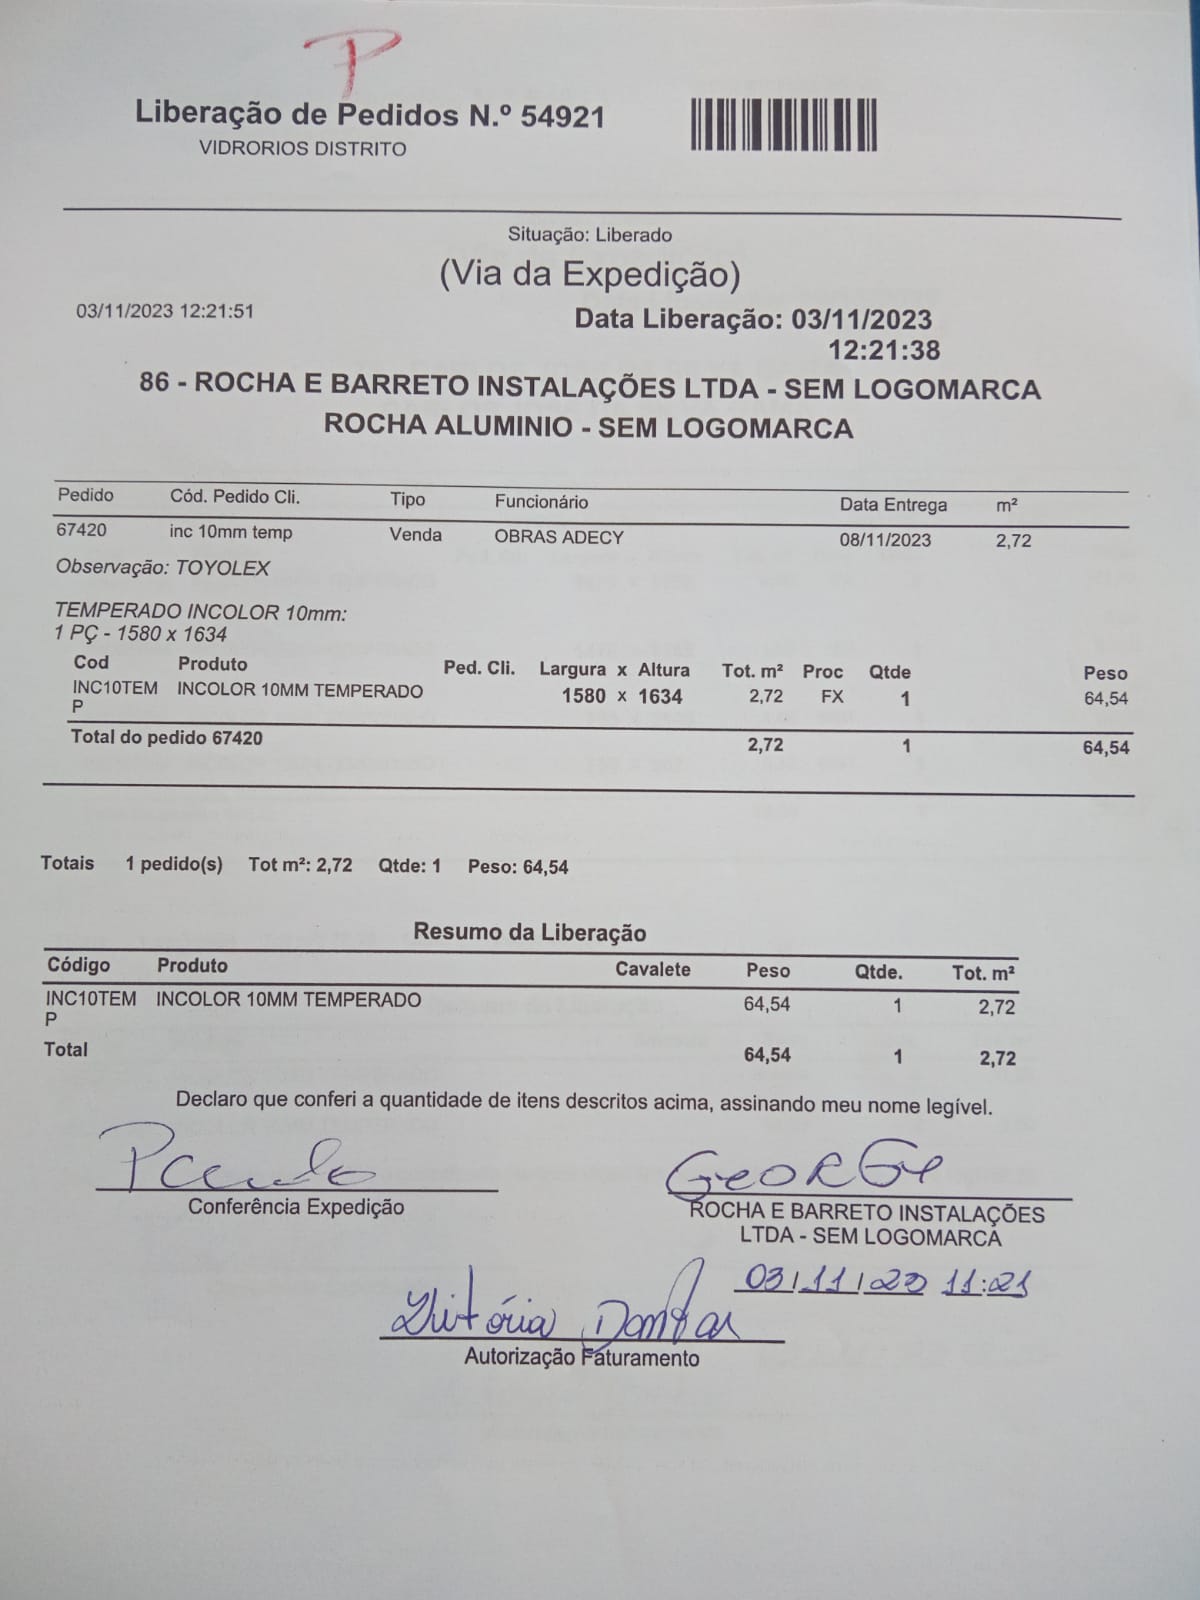 P
Liberação de Pedidos N.º 54921
VIDRORIOS DISTRITO
Situação: Liberado
(Via da Expedição)
03/11/2023 12:21:51
Data Liberação: 03/11/2023
12:21:38
86 - ROCHA E BARRETO INSTALAÇÕES LTDA - SEM LOGOMARCA
ROCHA ALUMINIO - SEM LOGOMARCA
Pedido Cód. Pedido Cli. Tipo Funcionário Data Entrega m²
67420 inc 10mm temp Venda OBRAS ADECY 08/11/2023 2,72
Observação: TOYOLEX
TEMPERADO INCOLOR 10mm:
1 PÇ - 1580 x 1634
Cod Produto Ped. Cli. Largura x Altura Tot. m² Proc Qtde Peso
INC10TEM INCOLOR 10MM TEMPERADO 1580 x 1634 2,72 FX 1 64,54
P
Total do pedido 67420 2,72 1 64,54
Totais 1 pedido(s) Tot m²: 2,72 Qtde: 1 Peso: 64,54
Resumo da Liberação
Código Produto Cavalete Peso Qtde. Tot. m²
INC10TEM INCOLOR 10MM TEMPERADO 64,54 1 2,72
P
Total 64,54 1 2,72
Declaro que conferi a quantidade de itens descritos acima, assinando meu nome legível.
GEORGE
Conferência Expedição
ROCHA E BARRETO INSTALAÇÕES
LTDA - SEM LOGOMARCA
03/11/20 11:21
Vitória Dantas
Autorização Faturamento